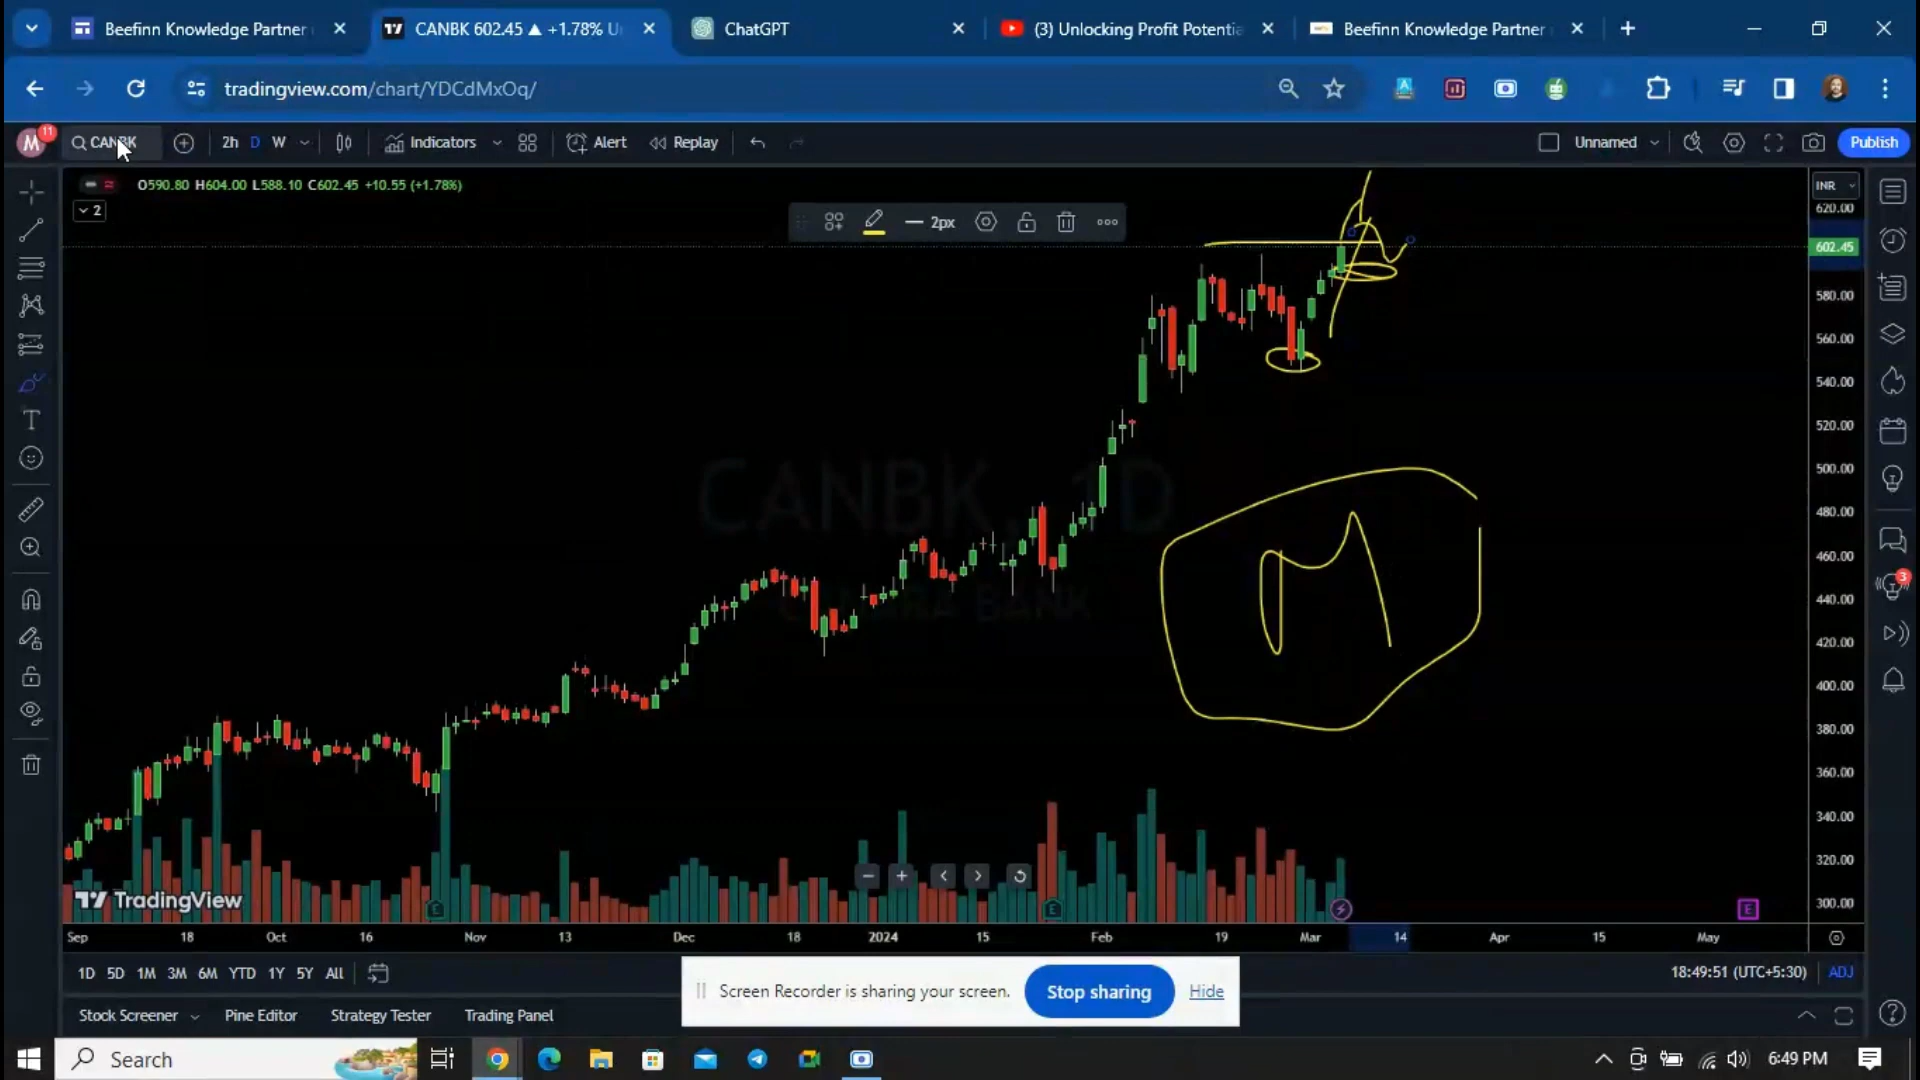 Beefinn Knowledge Partner
CANBK 602.45 ▲ +1.78% U
ChatGPT
(3) Unlocking Profit Potentia
Beefinn Knowledge Partner
tradingview.com/chart/YDCdMxOq/
M 11
CANBK
2h D W
Indicators
Alert
Replay
Unnamed
Publish
O590.80 H604.00 L588.10 C602.45 +10.55 (+1.78%)
2
2px
INR
620.00
602.45
580.00
560.00
540.00
520.00
500.00
480.00
460.00
440.00
420.00
400.00
380.00
360.00
340.00
320.00
300.00
CANBK, 1D
CANARA BANK
M
3
TradingView
E
E
E
Sep 18 Oct 16 Nov 13 Dec 18 2024 15 Feb 19 Mar 14 Apr 15 May
1D 5D 1M 3M 6M YTD 1Y 5Y All
18:49:51 (UTC+5:30) ADJ
Screen Recorder is sharing your screen.
Stop sharing
Hide
Stock Screener
Pine Editor
Strategy Tester
Trading Panel
Search
6:49 PM